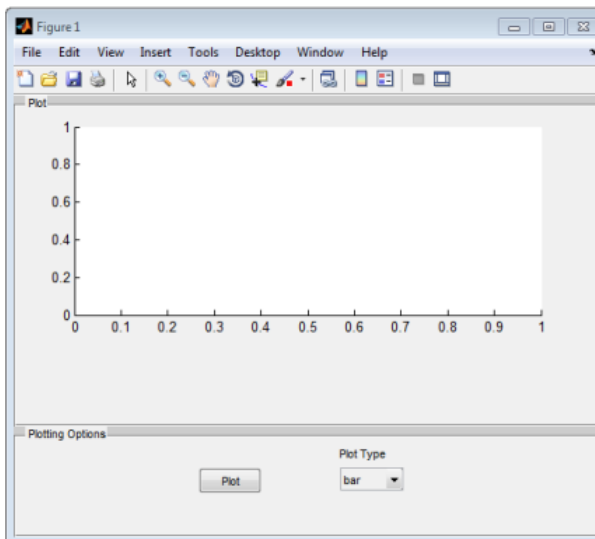 Figure 1
File Edit View Insert Tools Desktop Window Help
Plot
1
0.8
0.6
0.4
0.2
0
0 0.1 0.2 0.3 0.4 0.5 0.6 0.7 0.8 0.9 1
Plotting Options
Plot Type
Plot bar